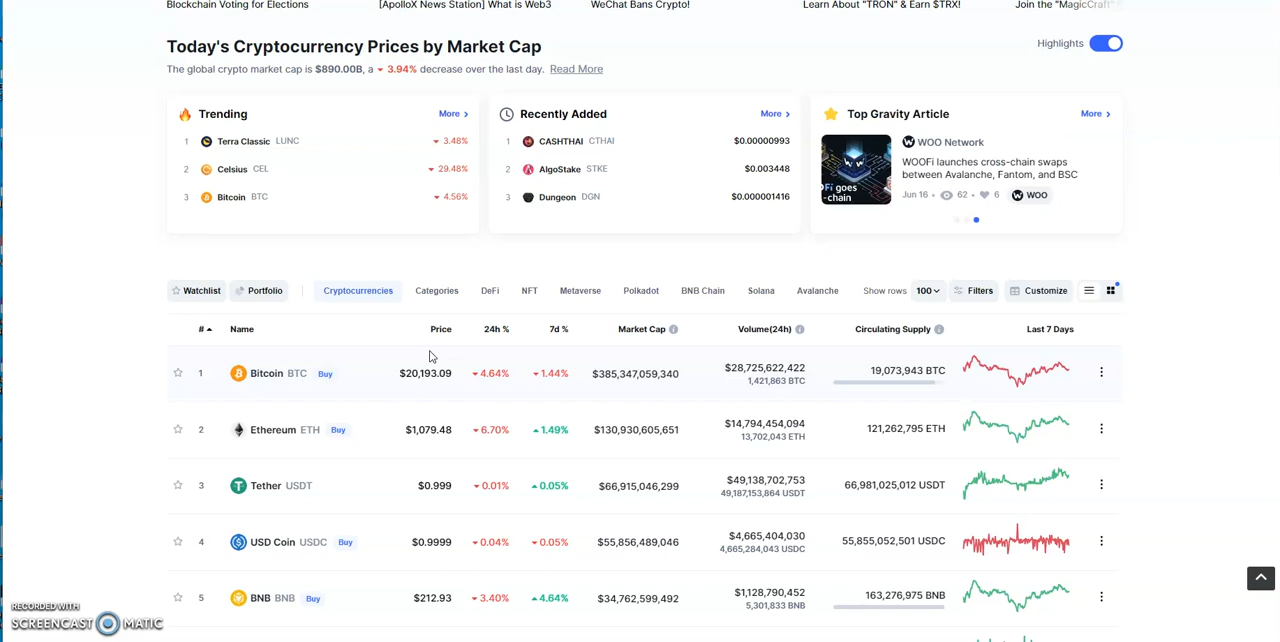 Blockchain Voting for Elections [ApolloX News Station] What is Web3 WeChat Bans Crypto! Learn About "TRON" & Earn $TRX! Join the "MagicCraft"
Today's Cryptocurrency Prices by Market Cap
Highlights
The global crypto market cap is $890.00B, a 3.94% decrease over the last day. Read More
Trending More
1 Terra Classic LUNC 3.48%
2 Celsius CEL 29.48%
3 Bitcoin BTC 4.56%
Recently Added More
1 CASHTHAI CTHAI $0.00000993
2 AlgoStake STKE $0.003448
3 Dungeon DGN $0.000001416
Top Gravity Article More
Fi goes
-chain
WOO Network
WOOFi launches cross-chain swaps
between Avalanche, Fantom, and BSC
Jun 16 • 62 • 6 WOO
Watchlist Portfolio Cryptocurrencies Categories DeFi NFT Metaverse Polkadot BNB Chain Solana Avalanche Show rows 100 Filters Customize
# Name Price 24h % 7d % Market Cap Volume(24h) Circulating Supply Last 7 Days
1 Bitcoin BTC Buy $20,193.09 4.64% 1.44% $385,347,059,340 $28,725,622,422 19,073,943 BTC
1,421,863 BTC
2 Ethereum ETH Buy $1,079.48 6.70% 1.49% $130,930,605,651 $14,794,454,094 121,262,795 ETH
13,702,043 ETH
3 Tether USDT $0.999 0.01% 0.05% $66,915,046,299 $49,138,702,753 66,981,025,012 USDT
49,187,153,864 USDT
4 USD Coin USDC Buy $0.9999 0.04% 0.05% $55,856,489,046 $4,665,404,030 55,855,052,501 USDC
4,665,284,043 USDC
5 BNB BNB Buy $212.93 3.40% 4.64% $34,762,599,492 $1,128,790,452 163,276,975 BNB
5,301,833 BNB
RECORDED WITH
SCREENCAST MATIC